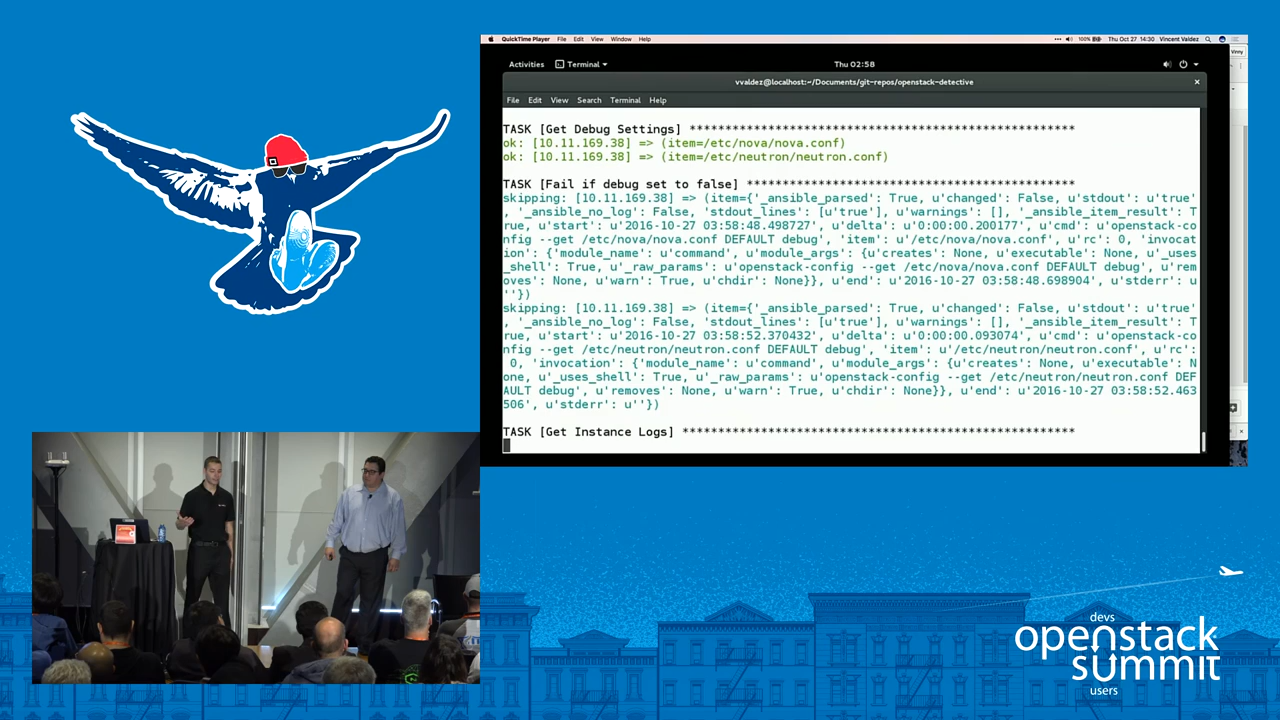 QuickTime Player File Edit View Window Help
100% Thu Oct 27 14:30 Vincent Valdez
Activities Terminal Thu 02:58
vvaldez@localhost:~/Documents/git-repos/openstack-detective
File Edit View Search Terminal Help
TASK [Get Debug Settings] ******************************************************
ok: [10.11.169.38] => (item=/etc/nova/nova.conf)
ok: [10.11.169.38] => (item=/etc/neutron/neutron.conf)
TASK [Fail if debug set to false] **********************************************
skipping: [10.11.169.38] => (item={'_ansible_parsed': True, u'changed': False, u'stdout': u'true'
, '_ansible_no_log': False, 'stdout_lines': [u'true'], u'warnings': [], '_ansible_item_result': T
rue, u'start': u'2016-10-27 03:58:48.498727', u'delta': u'0:00:00.200177', u'cmd': u'openstack-co
nfig --get /etc/nova/nova.conf DEFAULT debug', 'item': u'/etc/nova/nova.conf', u'rc': 0, 'invocat
ion': {'module_name': u'command', u'module_args': {u'creates': None, u'executable': None, u'_uses
_shell': True, u'_raw_params': u'openstack-config --get /etc/nova/nova.conf DEFAULT debug', u'rem
oves': None, u'warn': True, u'chdir': None}}, u'end': u'2016-10-27 03:58:48.698904', u'stderr': u
''})
skipping: [10.11.169.38] => (item={'_ansible_parsed': True, u'changed': False, u'stdout': u'true'
, '_ansible_no_log': False, 'stdout_lines': [u'true'], u'warnings': [], '_ansible_item_result': T
rue, u'start': u'2016-10-27 03:58:52.370432', u'delta': u'0:00:00.093074', u'cmd': u'openstack-co
nfig --get /etc/neutron/neutron.conf DEFAULT debug', 'item': u'/etc/neutron/neutron.conf', u'rc':
0, 'invocation': {'module_name': u'command', u'module_args': {u'creates': None, u'executable': N
one, u'_uses_shell': True, u'_raw_params': u'openstack-config --get /etc/neutron/neutron.conf DEF
AULT debug', u'removes': None, u'warn': True, u'chdir': None}}, u'end': u'2016-10-27 03:58:52.463
506', u'stderr': u''})
TASK [Get Instance Logs] *******************************************************
devs
openstack
summit
users